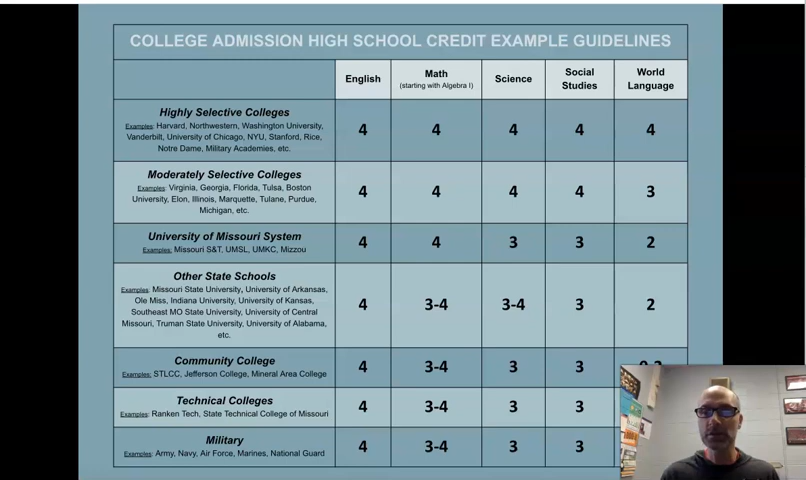 COLLEGE ADMISSION HIGH SCHOOL CREDIT EXAMPLE GUIDELINES
English
Math
(starting with Algebra I)
Science
Social
Studies
World
Language
Highly Selective Colleges
Examples: Harvard, Northwestern, Washington University,
Vanderbilt, University of Chicago, NYU, Stanford, Rice,
Notre Dame, Military Academies, etc.
4 4 4 4 4
Moderately Selective Colleges
Examples: Virginia, Georgia, Florida, Tulsa, Boston
University, Elon, Illinois, Marquette, Tulane, Purdue,
Michigan, etc.
4 4 4 4 3
University of Missouri System
Examples: Missouri S&T, UMSL, UMKC, Mizzou
4 4 3 3 2
Other State Schools
Examples: Missouri State University, University of Arkansas,
Ole Miss, Indiana University, University of Kansas,
Southeast MO State University, University of Central
Missouri, Truman State University, University of Alabama,
etc.
4 3-4 3-4 3 2
Community College
Examples: STLCC, Jefferson College, Mineral Area College
4 3-4 3 3
Technical Colleges
Examples: Ranken Tech, State Technical College of Missouri
4 3-4 3 3
Military
Examples: Army, Navy, Air Force, Marines, National Guard
4 3-4 3 3